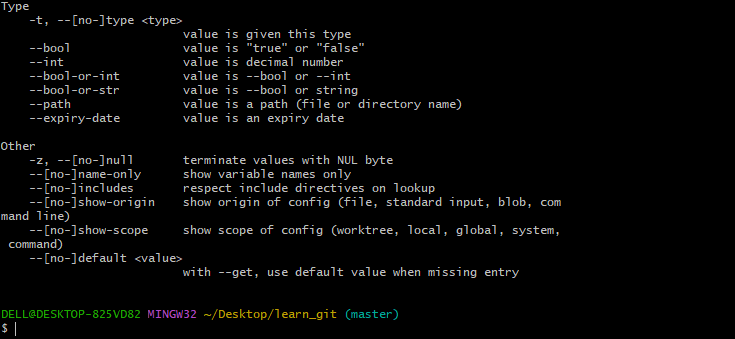 Type
    -t, --[no-]type <type>
                          value is given this type
    --bool                value is "true" or "false"
    --int                 value is decimal number
    --bool-or-int         value is --bool or --int
    --bool-or-str         value is --bool or string
    --path                value is a path (file or directory name)
    --expiry-date         value is an expiry date

Other
    -z, --[no-]null       terminate values with NUL byte
    --[no-]name-only      show variable names only
    --[no-]includes       respect include directives on lookup
    --[no-]show-origin    show origin of config (file, standard input, blob, com
mand line)
    --[no-]show-scope     show scope of config (worktree, local, global, system,
 command)
    --[no-]default <value>
                          with --get, use default value when missing entry

DELL@DESKTOP-825VD82 MINGW32 ~/Desktop/learn_git (master)
$